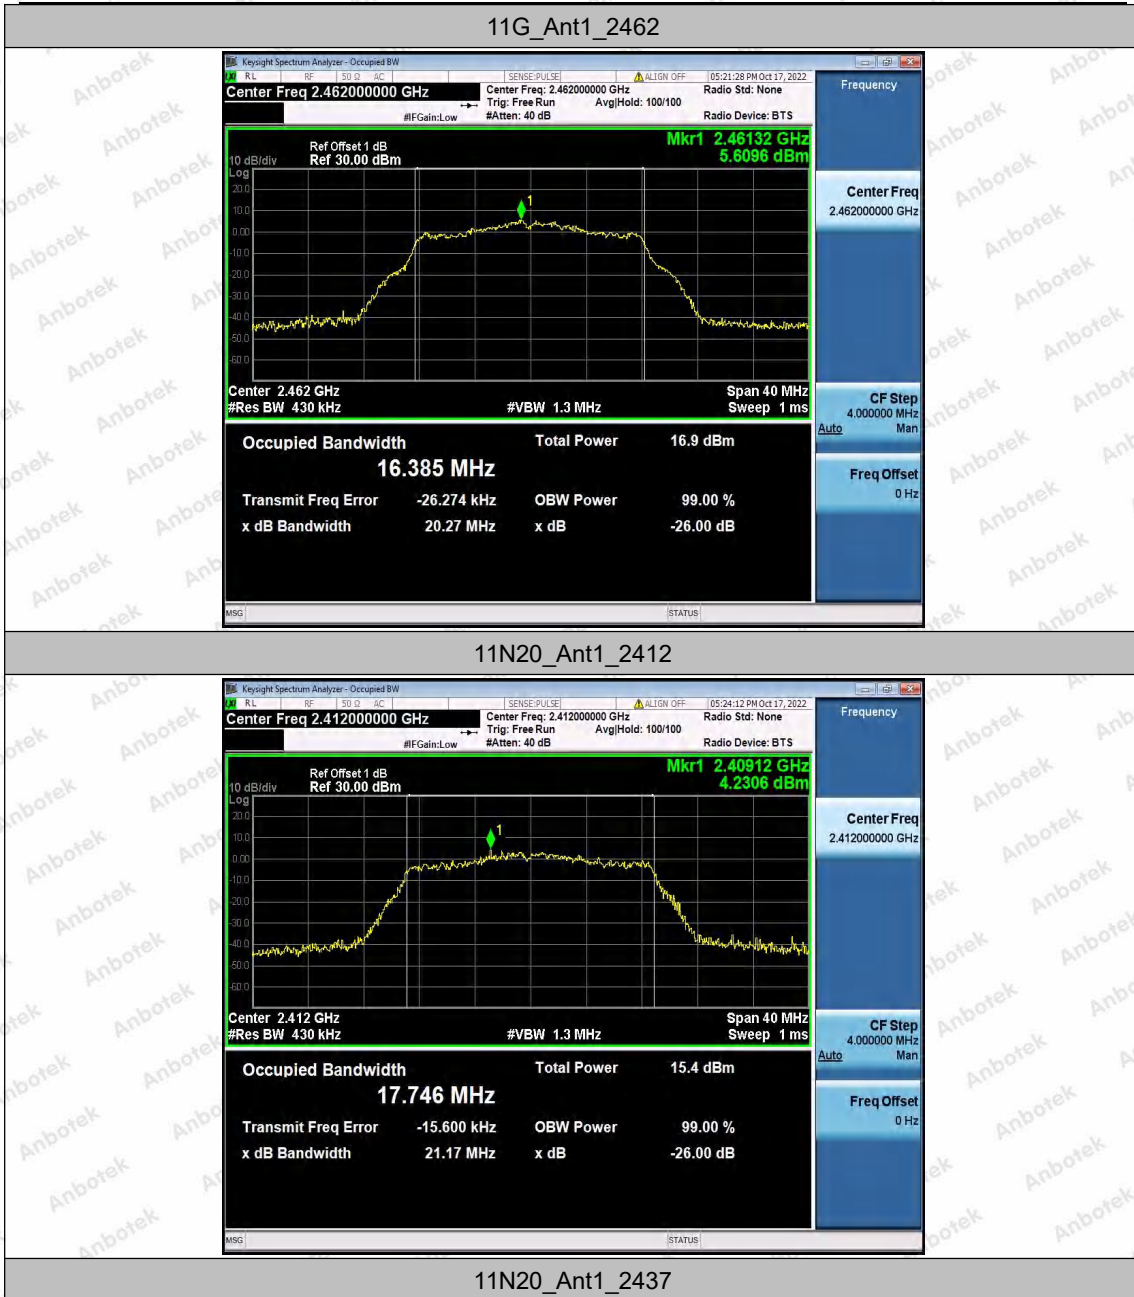 11G_Ant1_2462
Keysight Spectrum Analyzer - Occupied BW
LXI RL RF 50 Ω AC SENSE:PULSE ALIGN OFF 05:21:28 PM Oct 17, 2022
Center Freq 2.462000000 GHz Center Freq: 2.462000000 GHz Radio Std: None Frequency
Trig: Free Run Avg|Hold: 100/100
#IFGain:Low #Atten: 40 dB Radio Device: BTS
Mkr1 2.46132 GHz
5.6096 dBm
Ref Offset 1 dB
10 dB/div Ref 30.00 dBm
Log
20.0
10.0
0.00
-10.0
-20.0
-30.0
-40.0
-50.0
-60.0
1
Center Freq
2.462000000 GHz
Center 2.462 GHz Span 40 MHz
#Res BW 430 kHz #VBW 1.3 MHz Sweep 1 ms
CF Step
4.000000 MHz
Auto Man
Occupied Bandwidth Total Power 16.9 dBm
16.385 MHz
Freq Offset
0 Hz
Transmit Freq Error -26.274 kHz OBW Power 99.00 %
x dB Bandwidth 20.27 MHz x dB -26.00 dB
MSG STATUS
11N20_Ant1_2412
Keysight Spectrum Analyzer - Occupied BW
LXI RL RF 50 Ω AC SENSE:PULSE ALIGN OFF 05:24:12 PM Oct 17, 2022
Center Freq 2.412000000 GHz Center Freq: 2.412000000 GHz Radio Std: None Frequency
Trig: Free Run Avg|Hold: 100/100
#IFGain:Low #Atten: 40 dB Radio Device: BTS
Mkr1 2.40912 GHz
4.2306 dBm
Ref Offset 1 dB
10 dB/div Ref 30.00 dBm
Log
20.0
10.0
0.00
-10.0
-20.0
-30.0
-40.0
-50.0
-60.0
1
Center Freq
2.412000000 GHz
Center 2.412 GHz Span 40 MHz
#Res BW 430 kHz #VBW 1.3 MHz Sweep 1 ms
CF Step
4.000000 MHz
Auto Man
Occupied Bandwidth Total Power 15.4 dBm
17.746 MHz
Freq Offset
0 Hz
Transmit Freq Error -15.600 kHz OBW Power 99.00 %
x dB Bandwidth 21.17 MHz x dB -26.00 dB
MSG STATUS
11N20_Ant1_2437
Anbotek